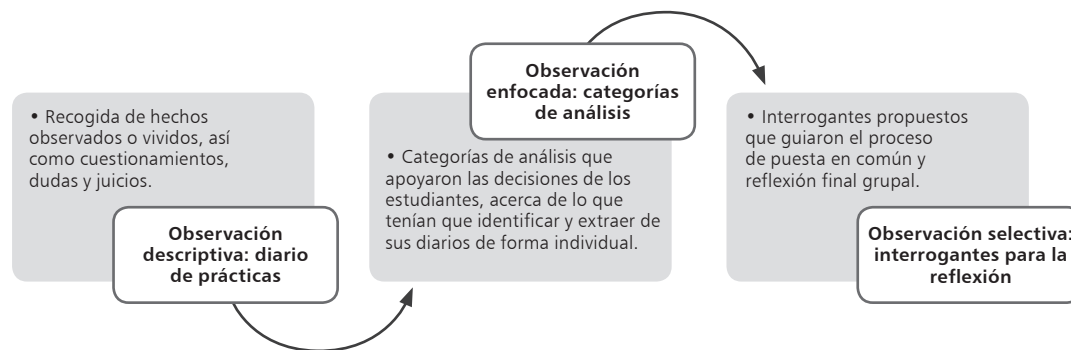 • Recogida de hechos
observados o vividos, así
como cuestionamientos,
dudas y juicios.
Observación
descriptiva: diario
de prácticas
Observación
enfocada: categorías
de análisis
• Categorías de análisis que
apoyaron las decisiones de los
estudiantes, acerca de lo que
tenían que identificar y extraer de
sus diarios de forma individual.
• Interrogantes propuestos
que guiaron el proceso
de puesta en común y
reflexión final grupal.
Observación selectiva:
interrogantes para la
reflexión